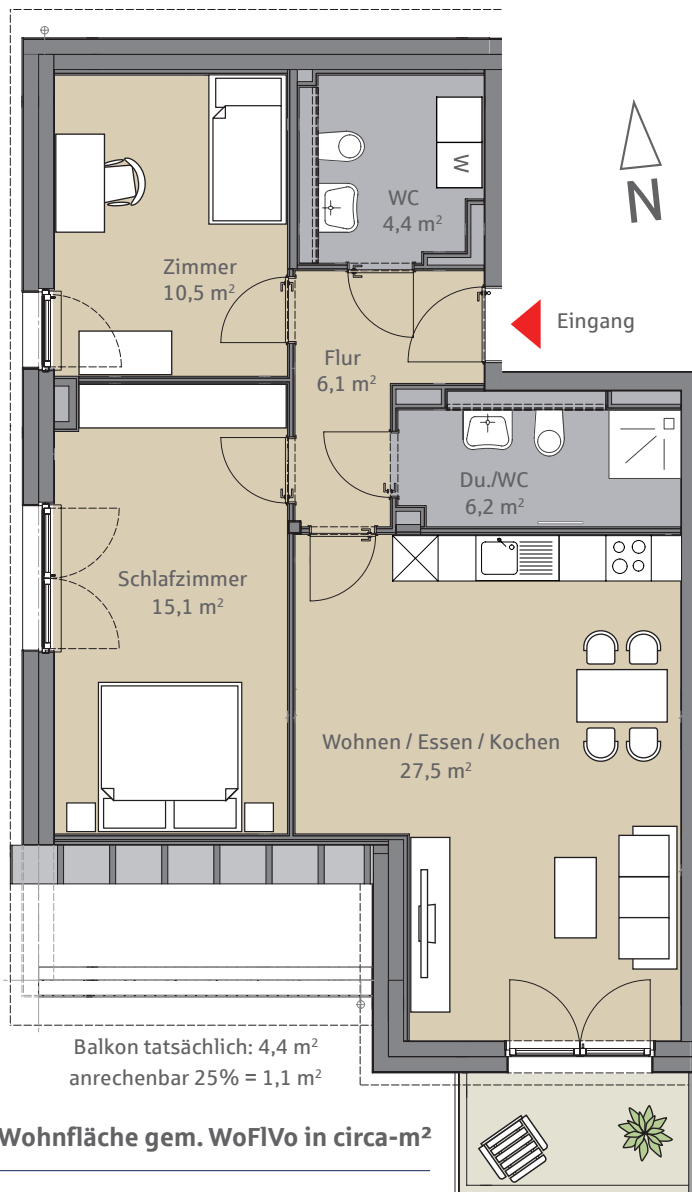 WC
4,4 m²
W
N
Zimmer
10,5 m²
Eingang
Flur
6,1 m²
Du./WC
6,2 m²
Schlafzimmer
15,1 m²
Wohnen / Essen / Kochen
27,5 m²
Balkon tatsächlich: 4,4 m²
anrechenbar 25% = 1,1 m²
Wohnfläche gem. WoFlVo in circa-m²